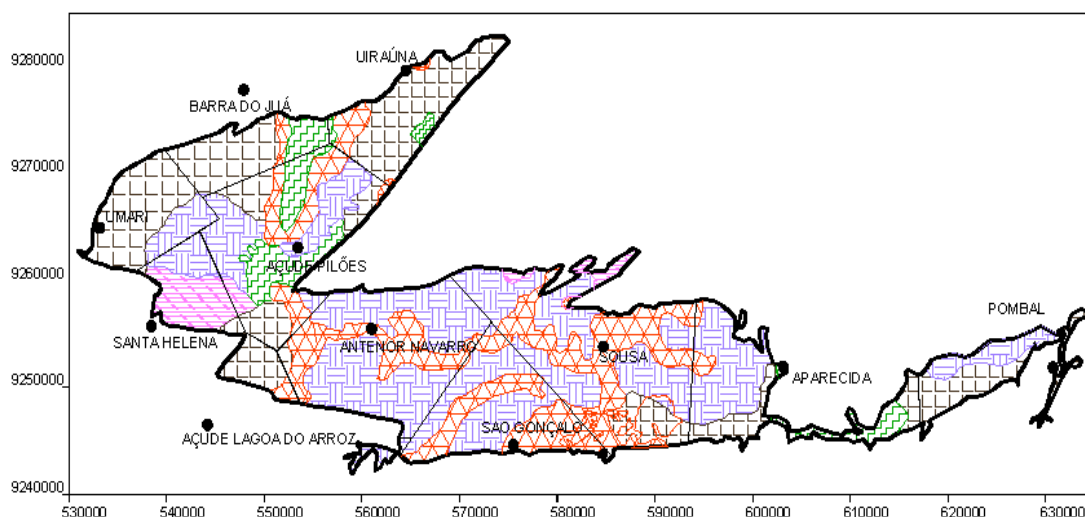 9280000
9270000
9260000
9250000
9240000
UIRAÚNA
BARRA DO JUÁ
UMARI
AÇUDE PILÕES
SANTA HELENA
ANTENOR NAVARRO
SOUSA
POMBAL
APARECIDA
AÇUDE LAGOA DO ARROZ
SAO GONÇALO
530000 540000 550000 560000 570000 580000 590000 600000 610000 620000 630000